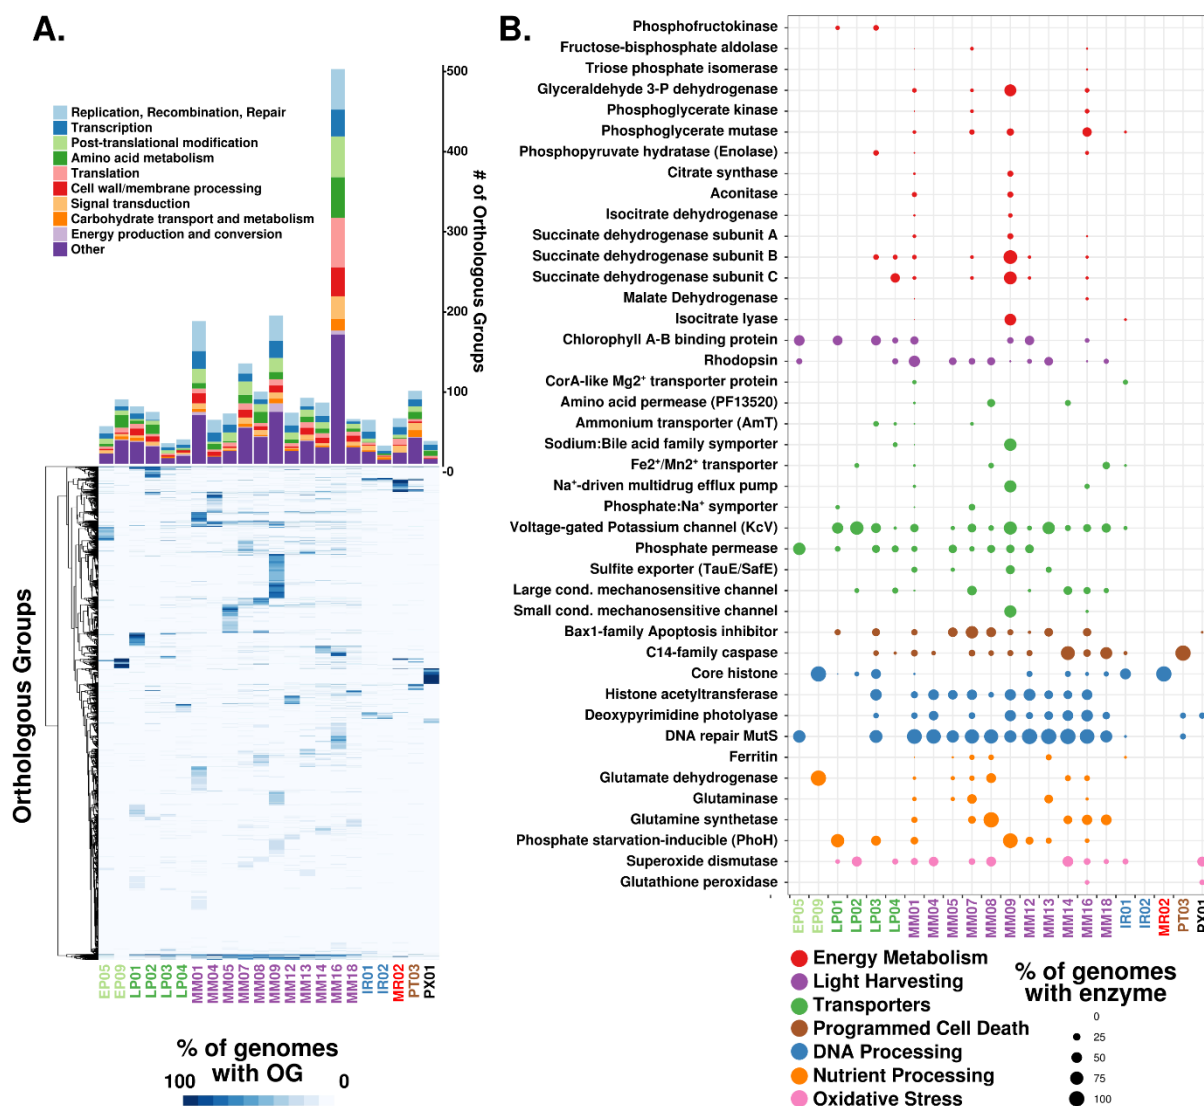 A.
Replication, Recombination, Repair
Transcription
Post-translational modification
Amino acid metabolism
Translation
Cell wall/membrane processing
Signal transduction
Carbohydrate transport and metabolism
Energy production and conversion
Other
500
400
300
200
100
0
# of Orthologous Groups
Orthologous Groups
EP05
EP09
LP01
LP02
LP03
LP04
MM01
MM04
MM05
MM07
MM08
MM09
MM12
MM13
MM14
MM16
MM18
IR01
IR02
MR02
PT03
PX01
% of genomes
with OG
100 0
B.
Phosphofructokinase
Fructose-bisphosphate aldolase
Triose phosphate isomerase
Glyceraldehyde 3-P dehydrogenase
Phosphoglycerate kinase
Phosphoglycerate mutase
Phosphopyruvate hydratase (Enolase)
Citrate synthase
Aconitase
Isocitrate dehydrogenase
Succinate dehydrogenase subunit A
Succinate dehydrogenase subunit B
Succinate dehydrogenase subunit C
Malate Dehydrogenase
Isocitrate lyase
Chlorophyll A-B binding protein
Rhodopsin
CorA-like Mg2⁺ transporter protein
Amino acid permease (PF13520)
Ammonium transporter (AmT)
Sodium:Bile acid family symporter
Fe2⁺/Mn2⁺ transporter
Na⁺-driven multidrug efflux pump
Phosphate:Na⁺ symporter
Voltage-gated Potassium channel (KcV)
Phosphate permease
Sulfite exporter (TauE/SafE)
Large cond. mechanosensitive channel
Small cond. mechanosensitive channel
Bax1-family Apoptosis inhibitor
C14-family caspase
Core histone
Histone acetyltransferase
Deoxypyrimidine photolyase
DNA repair MutS
Ferritin
Glutamate dehydrogenase
Glutaminase
Glutamine synthetase
Phosphate starvation-inducible (PhoH)
Superoxide dismutase
Glutathione peroxidase
EP05
EP09
LP01
LP02
LP03
LP04
MM01
MM04
MM05
MM07
MM08
MM09
MM12
MM13
MM14
MM16
MM18
IR01
IR02
MR02
PT03
PX01
Energy Metabolism
Light Harvesting
Transporters
Programmed Cell Death
DNA Processing
Nutrient Processing
Oxidative Stress
% of genomes
with enzyme
0
25
50
75
100